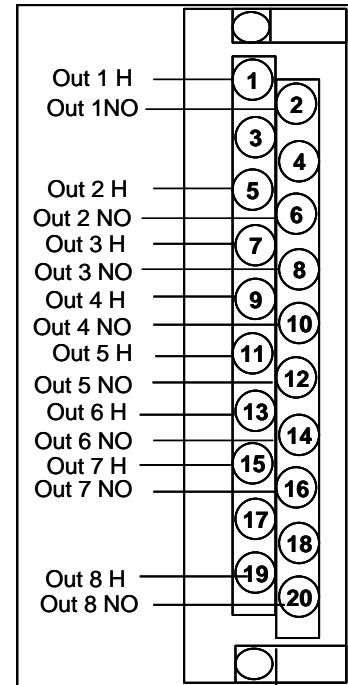 Out 1 H 1
Out 1NO 2
3
4
Out 2 H 5
Out 2 NO 6
Out 3 H 7
Out 3 NO 8
Out 4 H 9
Out 4 NO 10
Out 5 H 11
Out 5 NO 12
Out 6 H 13
Out 6 NO 14
Out 7 H 15
Out 7 NO 16
17
18
Out 8 H 19
Out 8 NO 20